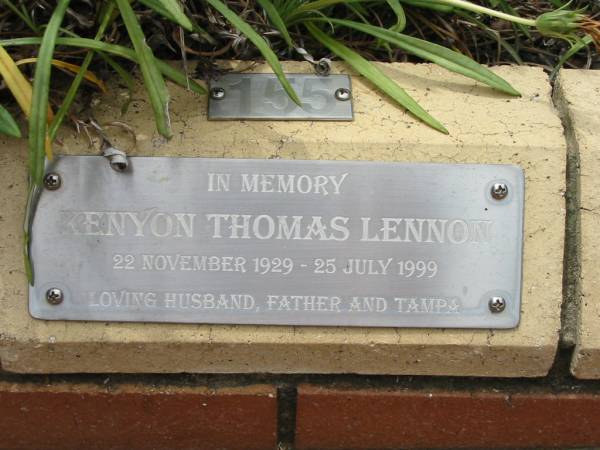 155
IN MEMORY
KENYON THOMAS LENNON
22 NOVEMBER 1929 - 25 JULY 1999
LOVING HUSBAND, FATHER AND TAMPA